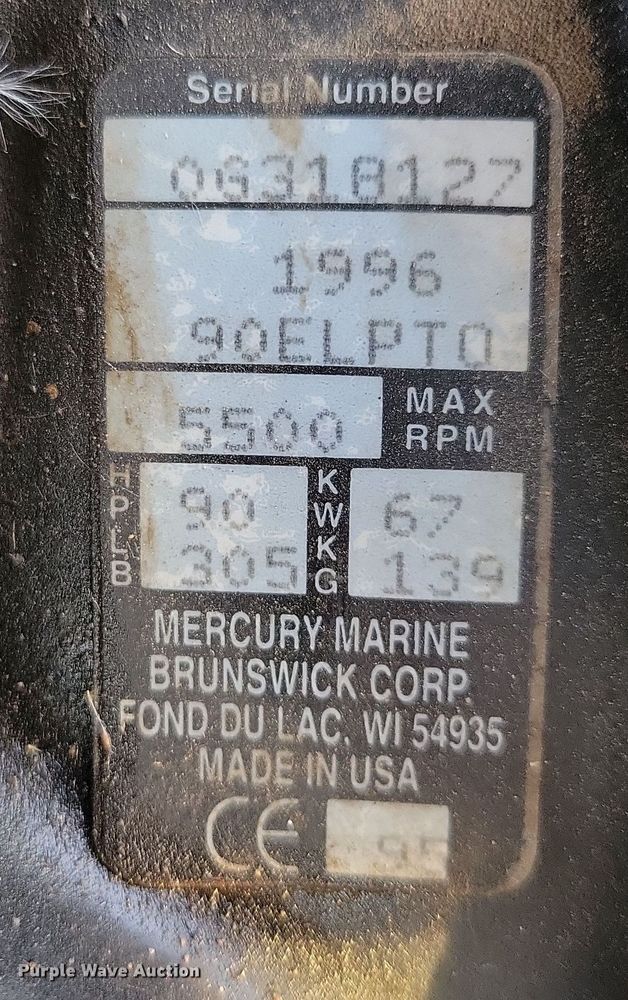 Serial Number
0G318127
1996
90ELPTO
5500 MAX RPM
HP 90 KW 67
LB 305 KG 139
MERCURY MARINE
BRUNSWICK CORP.
FOND DU LAC, WI 54935
MADE IN USA
CE 95
Purple Wave Auction